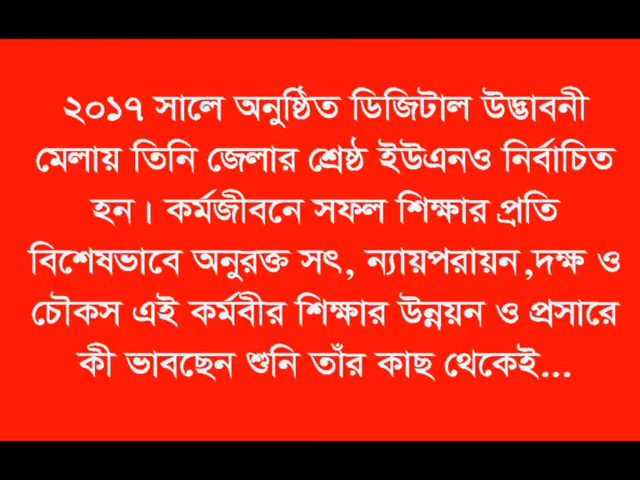 ২০১৭ সালে অনুষ্ঠিত ডিজিটাল উদ্ভাবনী
মেলায় তিনি জেলার শ্রেষ্ঠ ইউএনও নির্বাচিত
হন। কর্মজীবনে সফল শিক্ষার প্রতি
বিশেষভাবে অনুরক্ত সৎ, ন্যায়পরায়ন,দক্ষ ও
চৌকস এই কর্মবীর শিক্ষার উন্নয়ন ও প্রসারে
কী ভাবছেন শুনি তাঁর কাছ থেকেই...